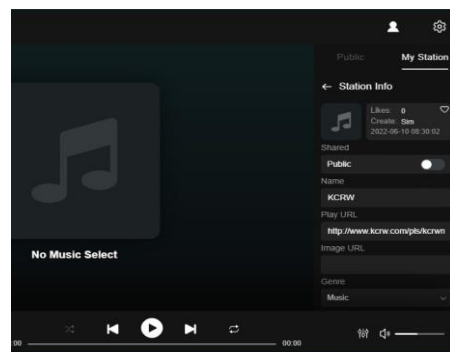 Public My Station
← Station Info
Likes: 0
Create: Sim
2022-06-10 08:30:02
Shared
Public
Name
KCRW
Play URL
http://www.kcrw.com/pls/kcrwn
Image URL
No Music Select
Genre
Music
:00 00:00